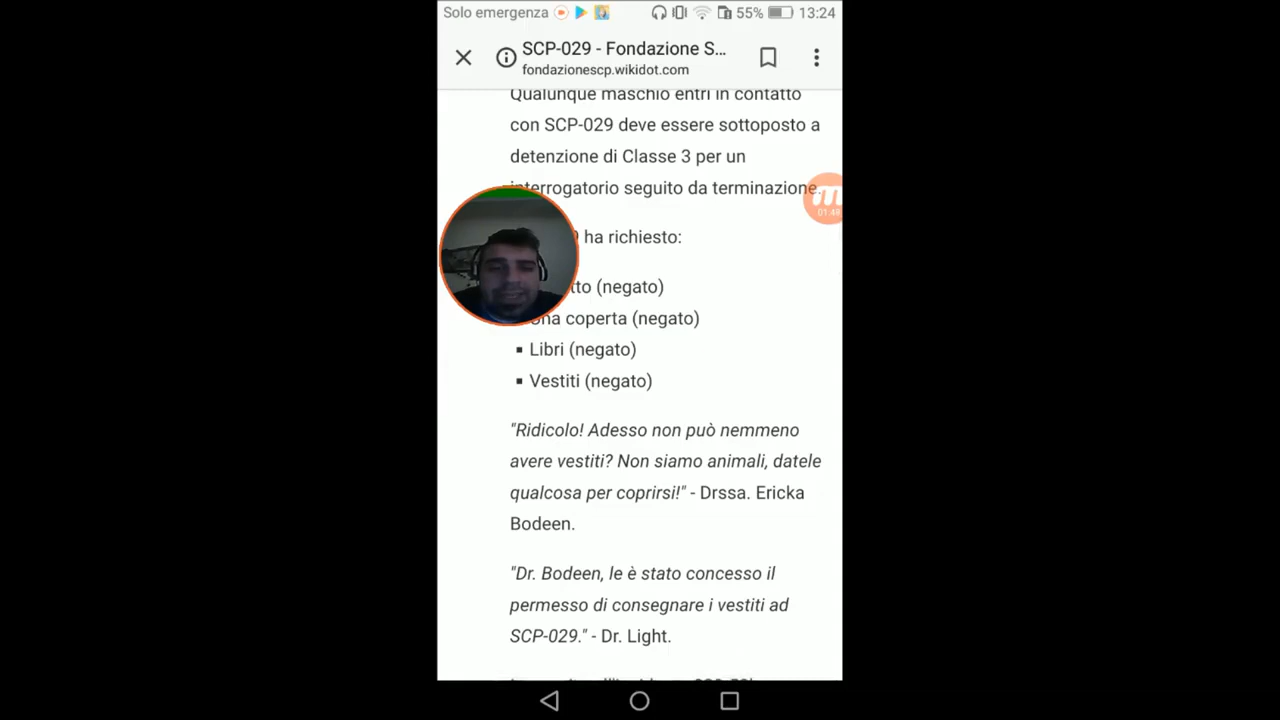 Solo emergenza 55% 13:24
SCP-029 - Fondazione S...
fondazionescp.wikidot.com
Qualunque maschio entri in contatto
con SCP-029 deve essere sottoposto a
detenzione di Classe 3 per un
interrogatorio seguito da terminazione.
01:48
ha richiesto:
(negato)
coperta (negato)
▪ Libri (negato)
▪ Vestiti (negato)
"Ridicolo! Adesso non può nemmeno
avere vestiti? Non siamo animali, datele
qualcosa per coprirsi!" - Drssa. Ericka
Bodeen.
"Dr. Bodeen, le è stato concesso il
permesso di consegnare i vestiti ad
SCP-029." - Dr. Light.